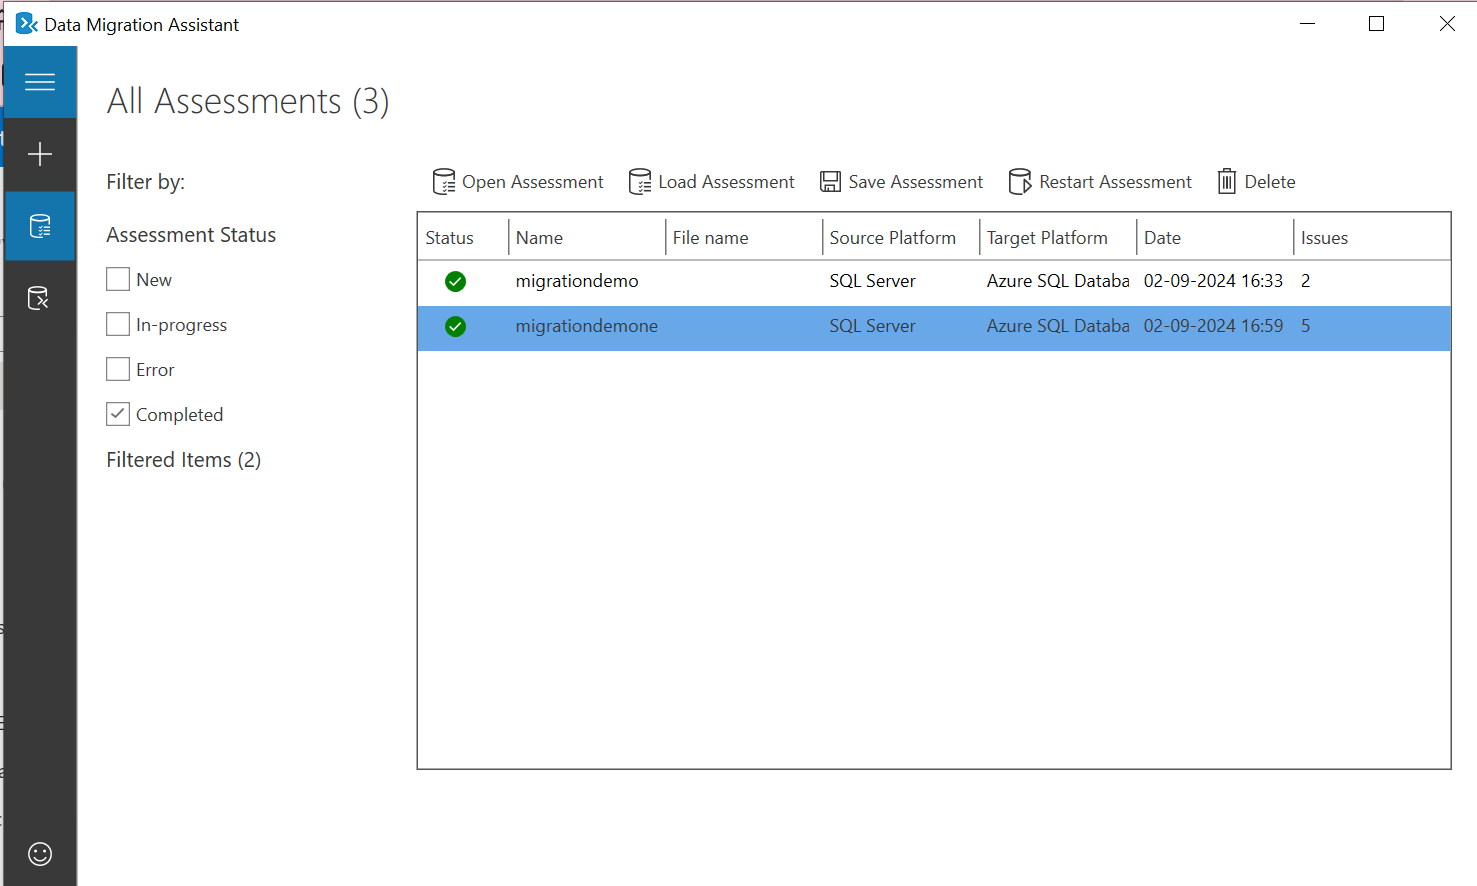 Data Migration Assistant
All Assessments (3)
Filter by:
Assessment Status
New
In-progress
Error
Completed
Filtered Items (2)
Open Assessment Load Assessment Save Assessment Restart Assessment Delete
Status Name File name Source Platform Target Platform Date Issues
migrationdemo SQL Server Azure SQL Databa 02-09-2024 16:33 2
migrationdemone SQL Server Azure SQL Databa 02-09-2024 16:59 5